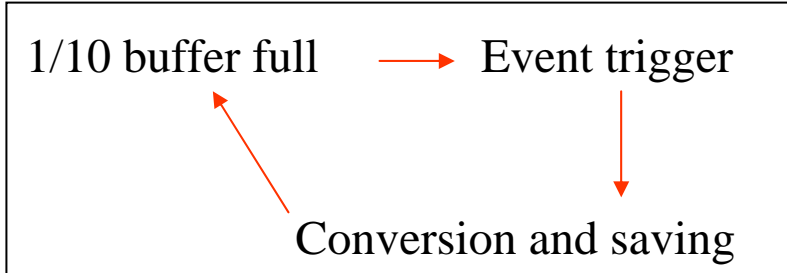 1/10 buffer full
Event trigger
Conversion and saving